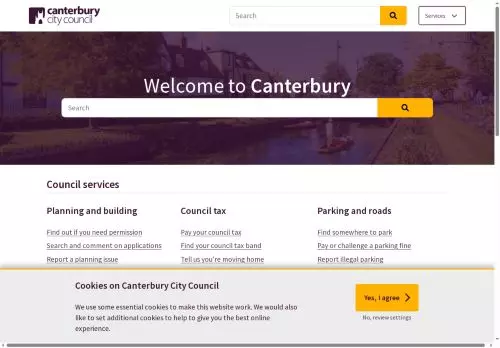 canterbury
city council
Search
Services
Welcome to Canterbury
Search
Council services
Planning and building
Find out if you need permission
Search and comment on applications
Report a planning issue
Council tax
Pay your council tax
Find your council tax band
Tell us you're moving home
Parking and roads
Find somewhere to park
Pay or challenge a parking fine
Report illegal parking
Cookies on Canterbury City Council
We use some essential cookies to make this website work. We would also
like to set additional cookies to help to give you the best online
experience.
Yes, I agree
No, review settings